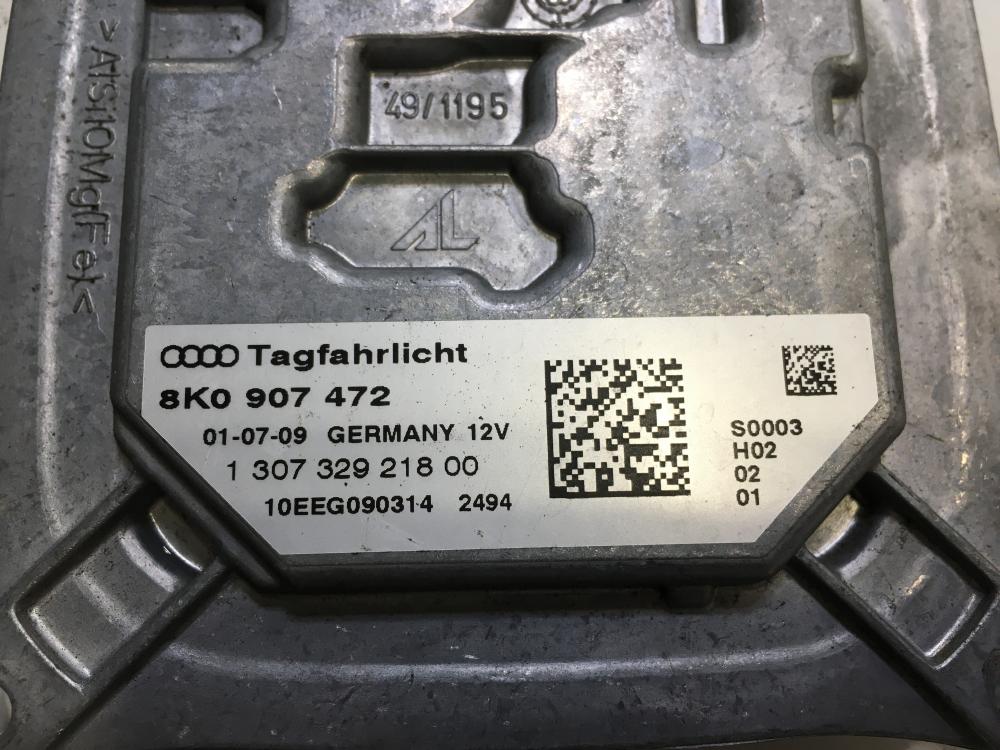 >AlSi10Mg(Fe)<
49/1195
AL
Tagfahrlicht
8K0 907 472
01-07-09 GERMANY 12V
1 307 329 218 00
10EEG090314 2494
S0003
H02
02
01